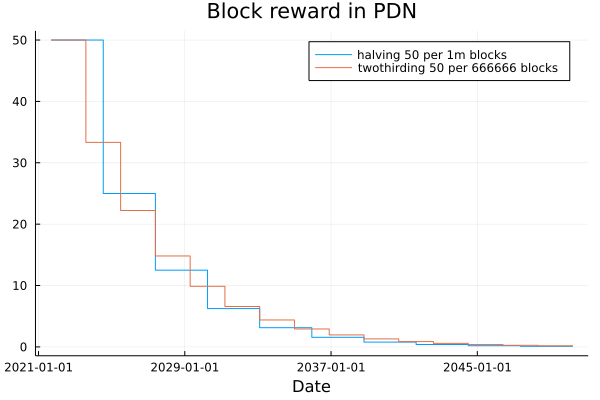 Block reward in PDN
halving 50 per 1m blocks
twothirding 50 per 666666 blocks
50
40
30
20
10
0
2021-01-01
2029-01-01
2037-01-01
2045-01-01
Date